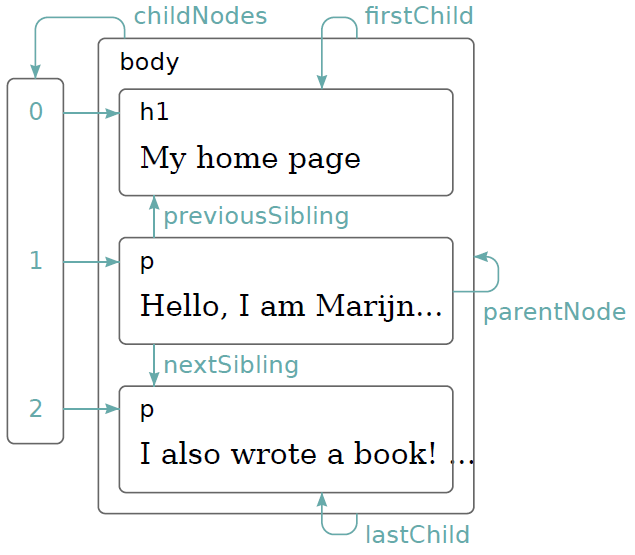 childNodes
firstChild
body
0
h1
My home page
previousSibling
1
p
Hello, I am Marijn...
parentNode
nextSibling
2
p
I also wrote a book! ...
lastChild